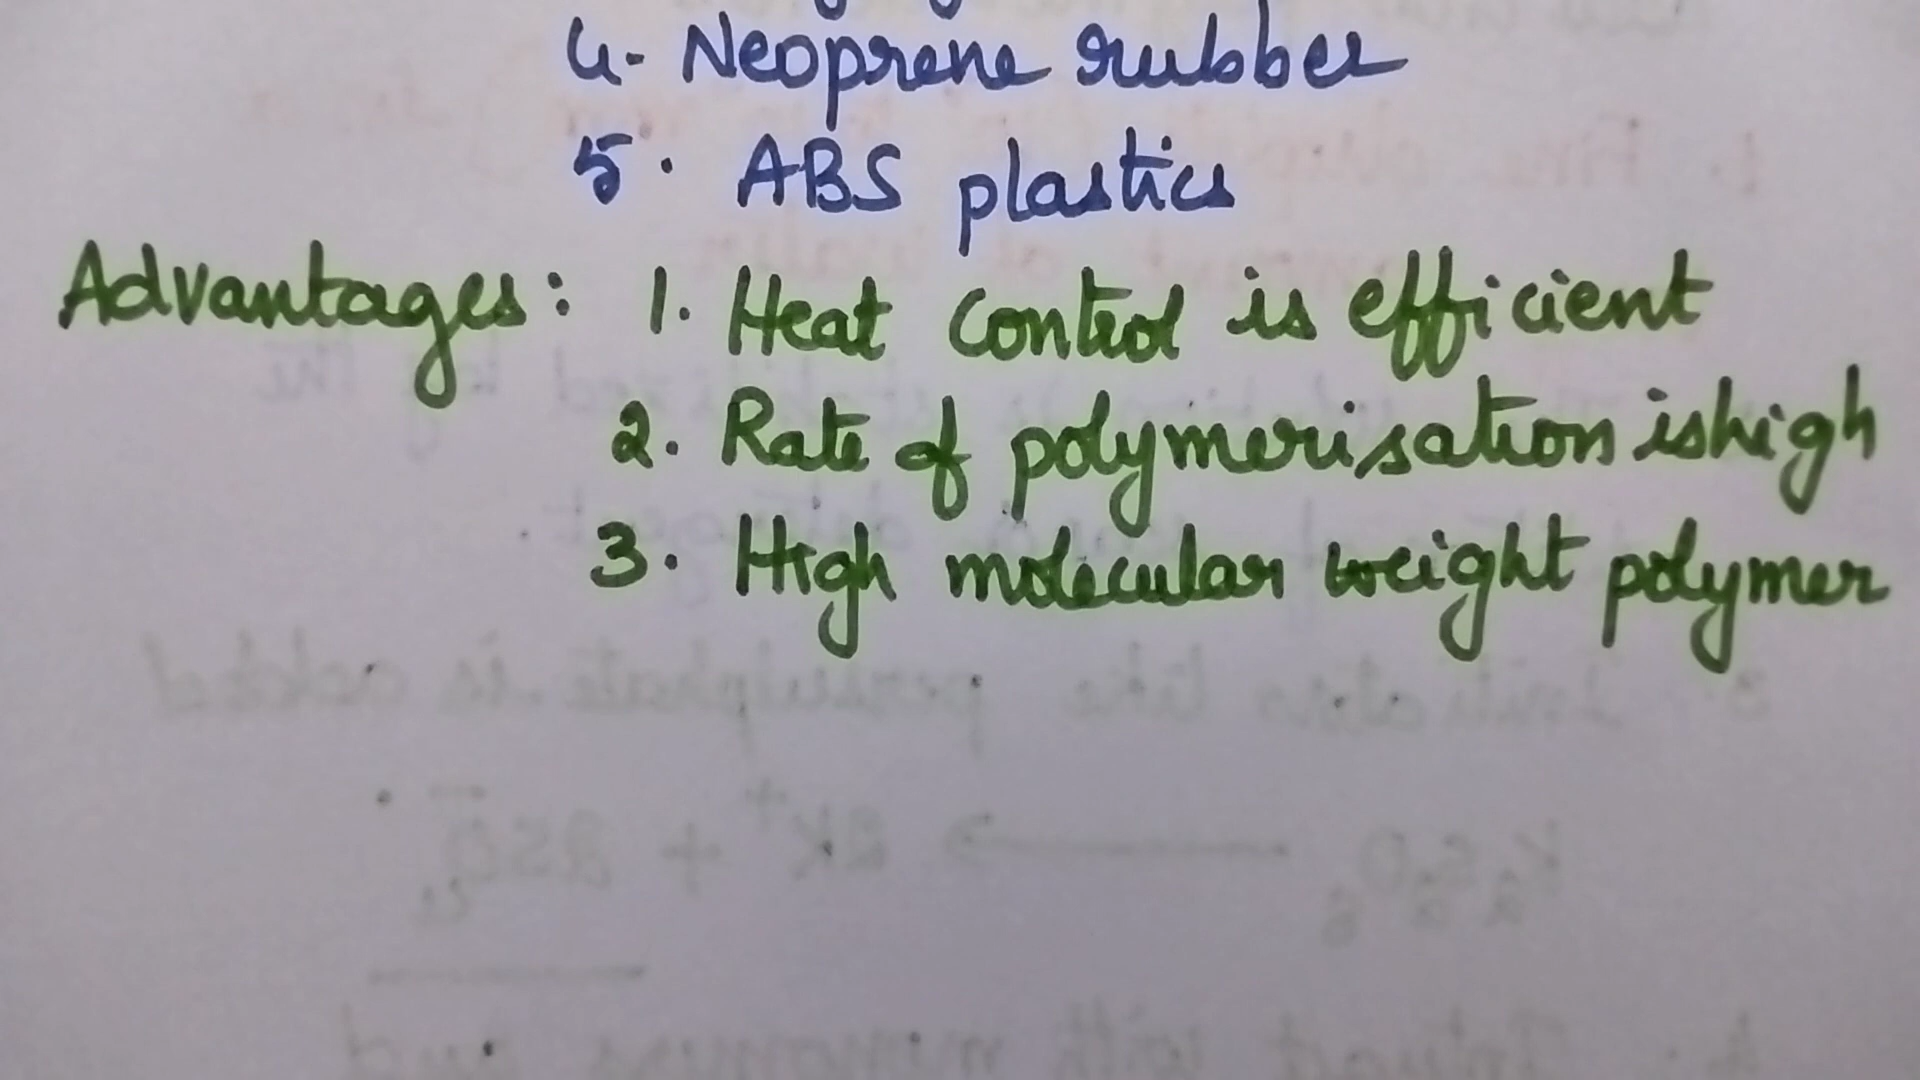 4. Neoprene rubber
5. ABS plastics
Advantages: 1. Heat control is efficient
2. Rate of polymerisation is high
3. High molecular weight polymer